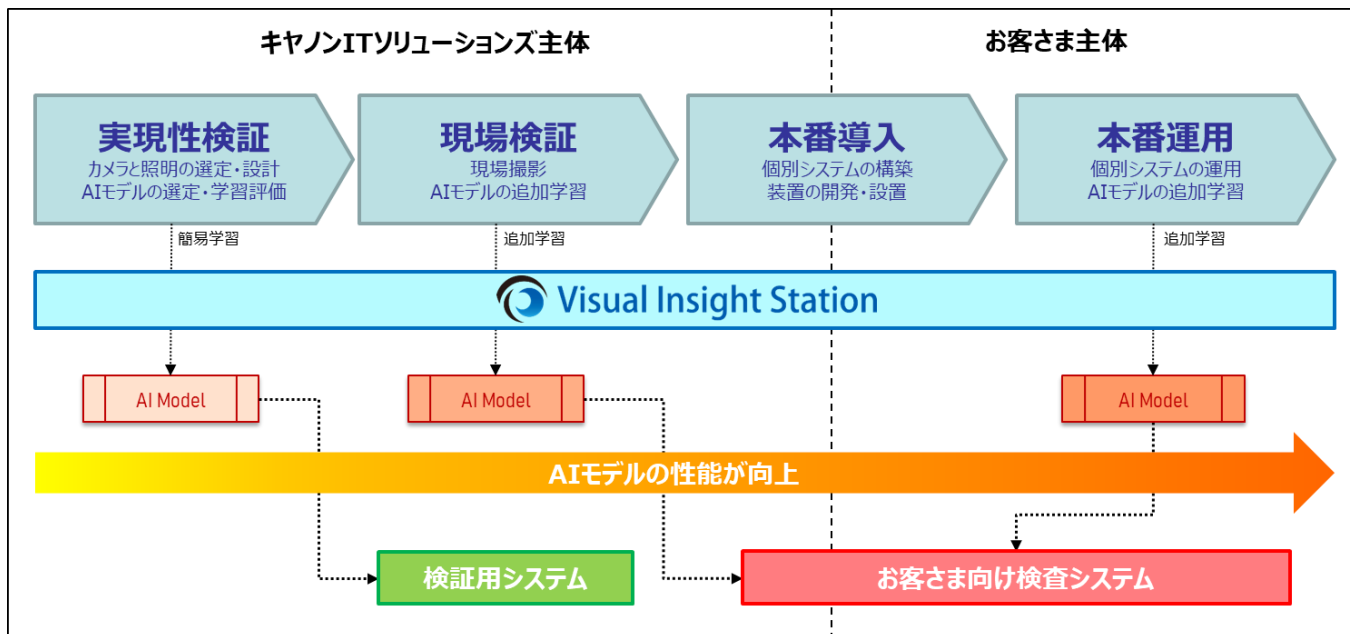 キヤノンITソリューションズ主体
お客さま主体
実現性検証
カメラと照明の選定・設計
AIモデルの選定・学習評価
現場検証
現場撮影
AIモデルの追加学習
本番導入
個別システムの構築
装置の開発・設置
本番運用
個別システムの運用
AIモデルの追加学習
簡易学習
追加学習
追加学習
Visual Insight Station
AI Model
AI Model
AI Model
AIモデルの性能が向上
検証用システム
お客さま向け検査システム